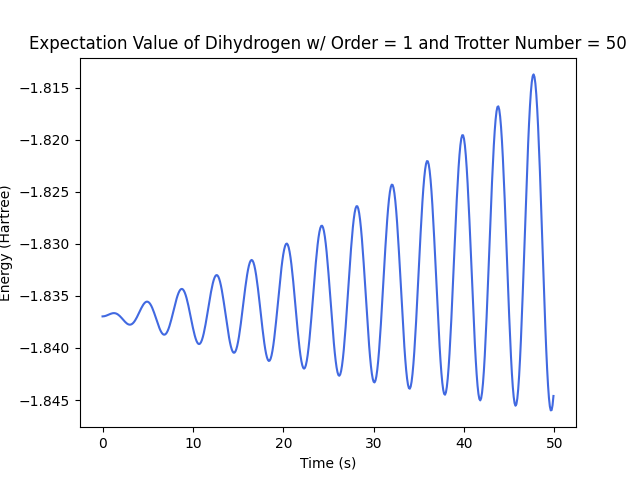 Expectation Value of Dihydrogen w/ Order = 1 and Trotter Number = 50
−1.815
−1.820
−1.825
−1.830
−1.835
−1.840
−1.845
Energy (Hartree)
0 10 20 30 40 50
Time (s)